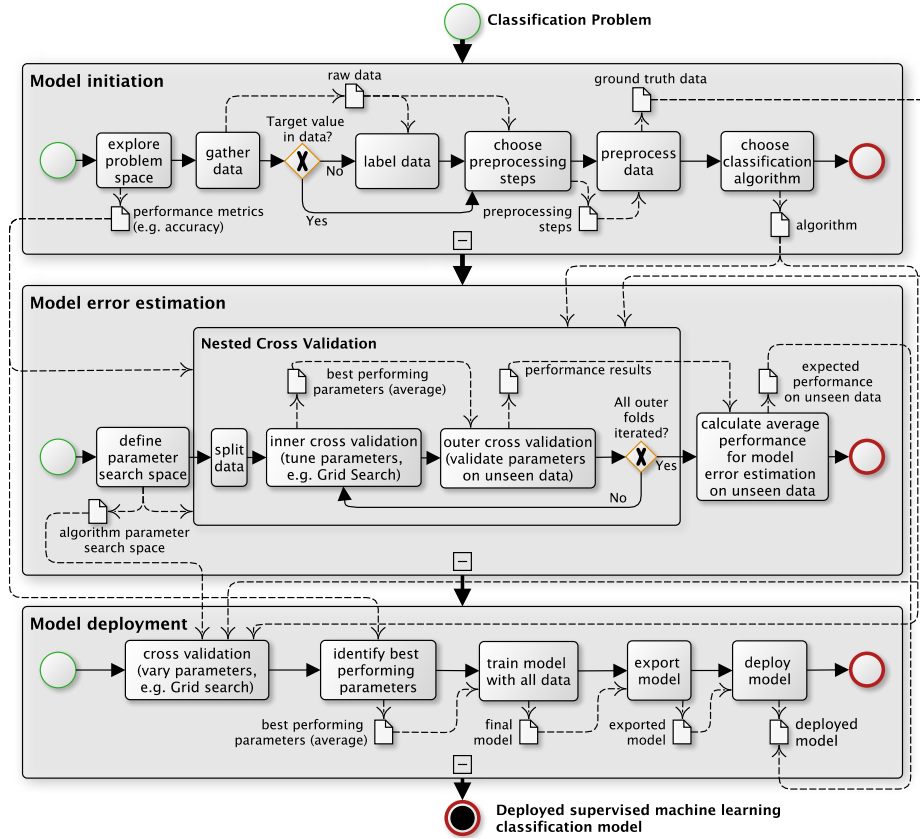 Classification Problem
Model initiation
raw data
ground truth data
Target value
in data?
explore
problem
space
gather
data
No
label data
choose
preprocessing
steps
preprocess
data
choose
classification
algorithm
performance metrics
(e.g. accuracy)
Yes
preprocessing
steps
algorithm
Model error estimation
Nested Cross Validation
best performing
parameters (average)
performance results
expected
performance
on unseen data
All outer
folds
iterated?
define
parameter
search space
split
data
inner cross validation
(tune parameters,
e.g. Grid Search)
outer cross validation
(validate parameters
on unseen data)
Yes
calculate average
performance
for model
error estimation
on unseen data
No
algorithm parameter
search space
Model deployment
cross validation
(vary parameters,
e.g. Grid search)
identify best
performing
parameters
train model
with all data
export
model
deploy
model
best performing
parameters (average)
final
model
exported
model
deployed
model
Deployed supervised machine learning
classification model